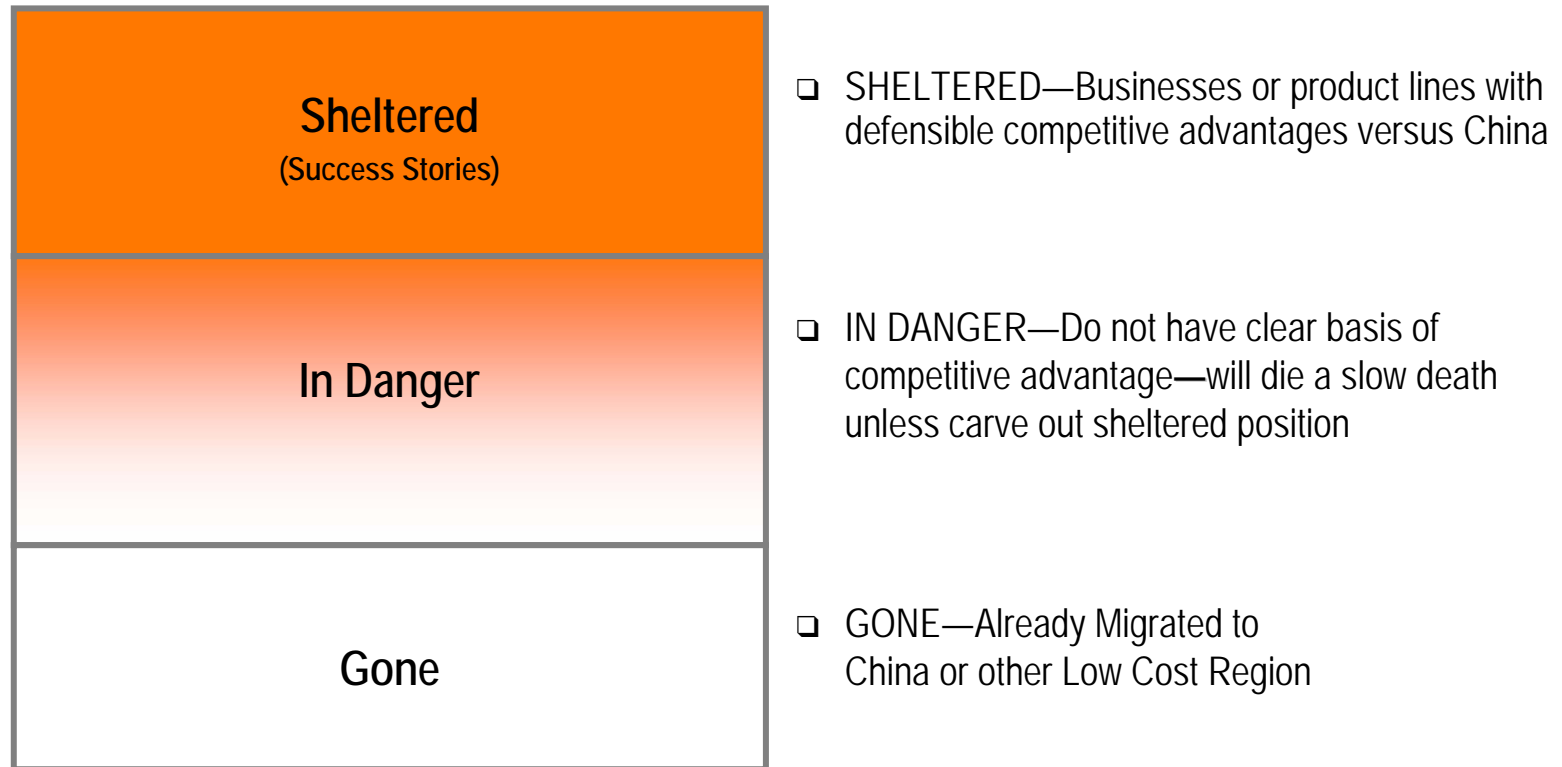 Sheltered
(Success Stories)
❑ SHELTERED—Businesses or product lines with
defensible competitive advantages versus China
In Danger
❑ IN DANGER—Do not have clear basis of
competitive advantage—will die a slow death
unless carve out sheltered position
Gone
❑ GONE—Already Migrated to
China or other Low Cost Region